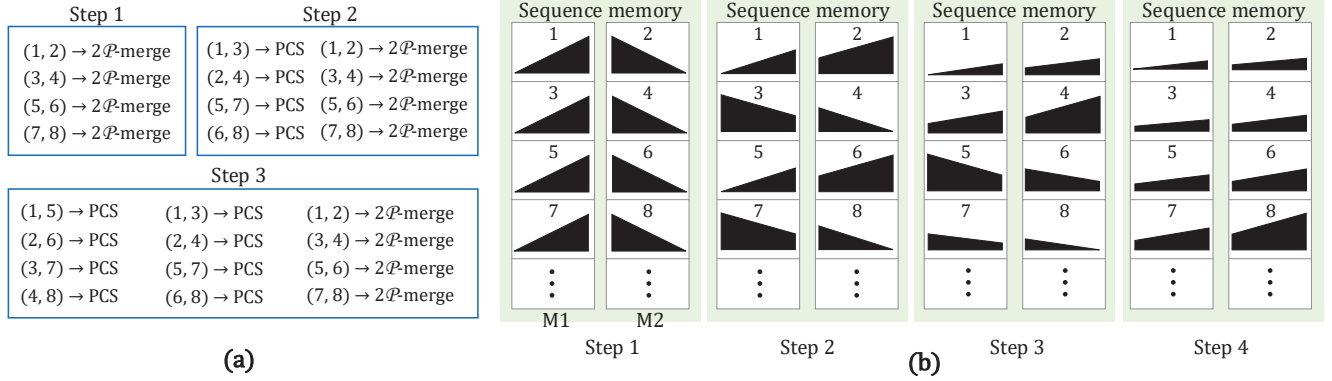 Step 1
(1, 2) → 2𝒫-merge
(3, 4) → 2𝒫-merge
(5, 6) → 2𝒫-merge
(7, 8) → 2𝒫-merge
Step 2
(1, 3) → PCS (1, 2) → 2𝒫-merge
(2, 4) → PCS (3, 4) → 2𝒫-merge
(5, 7) → PCS (5, 6) → 2𝒫-merge
(6, 8) → PCS (7, 8) → 2𝒫-merge
Step 3
(1, 5) → PCS (1, 3) → PCS (1, 2) → 2𝒫-merge
(2, 6) → PCS (2, 4) → PCS (3, 4) → 2𝒫-merge
(3, 7) → PCS (5, 7) → PCS (5, 6) → 2𝒫-merge
(4, 8) → PCS (6, 8) → PCS (7, 8) → 2𝒫-merge
(a)
Sequence memory
1 2
3 4
5 6
7 8
M1 M2
Step 1
Sequence memory
1 2
3 4
5 6
7 8
Step 2
Sequence memory
1 2
3 4
5 6
7 8
Step 3
Sequence memory
1 2
3 4
5 6
7 8
Step 4
(b)